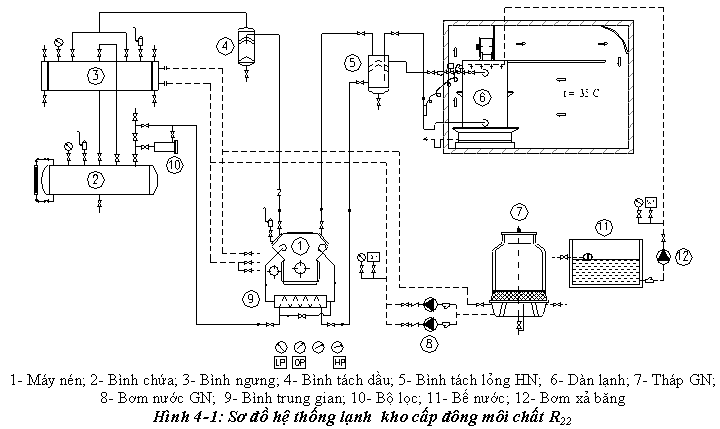 4
3
5
6
t = -35 C
10
2
1
7
11
12
9
8
LP
OP
HP
1- Máy nén; 2- Bình chứa; 3- Bình ngưng; 4- Bình tách dầu; 5- Bình tách lỏng HN; 6- Dàn lạnh; 7- Tháp GN;
8- Bơm nước GN; 9- Bình trung gian; 10- Bộ lọc; 11- Bể nước; 12- Bơm xả băng
Hình 4-1: Sơ đồ hệ thống lạnh kho cấp đông môi chất R22